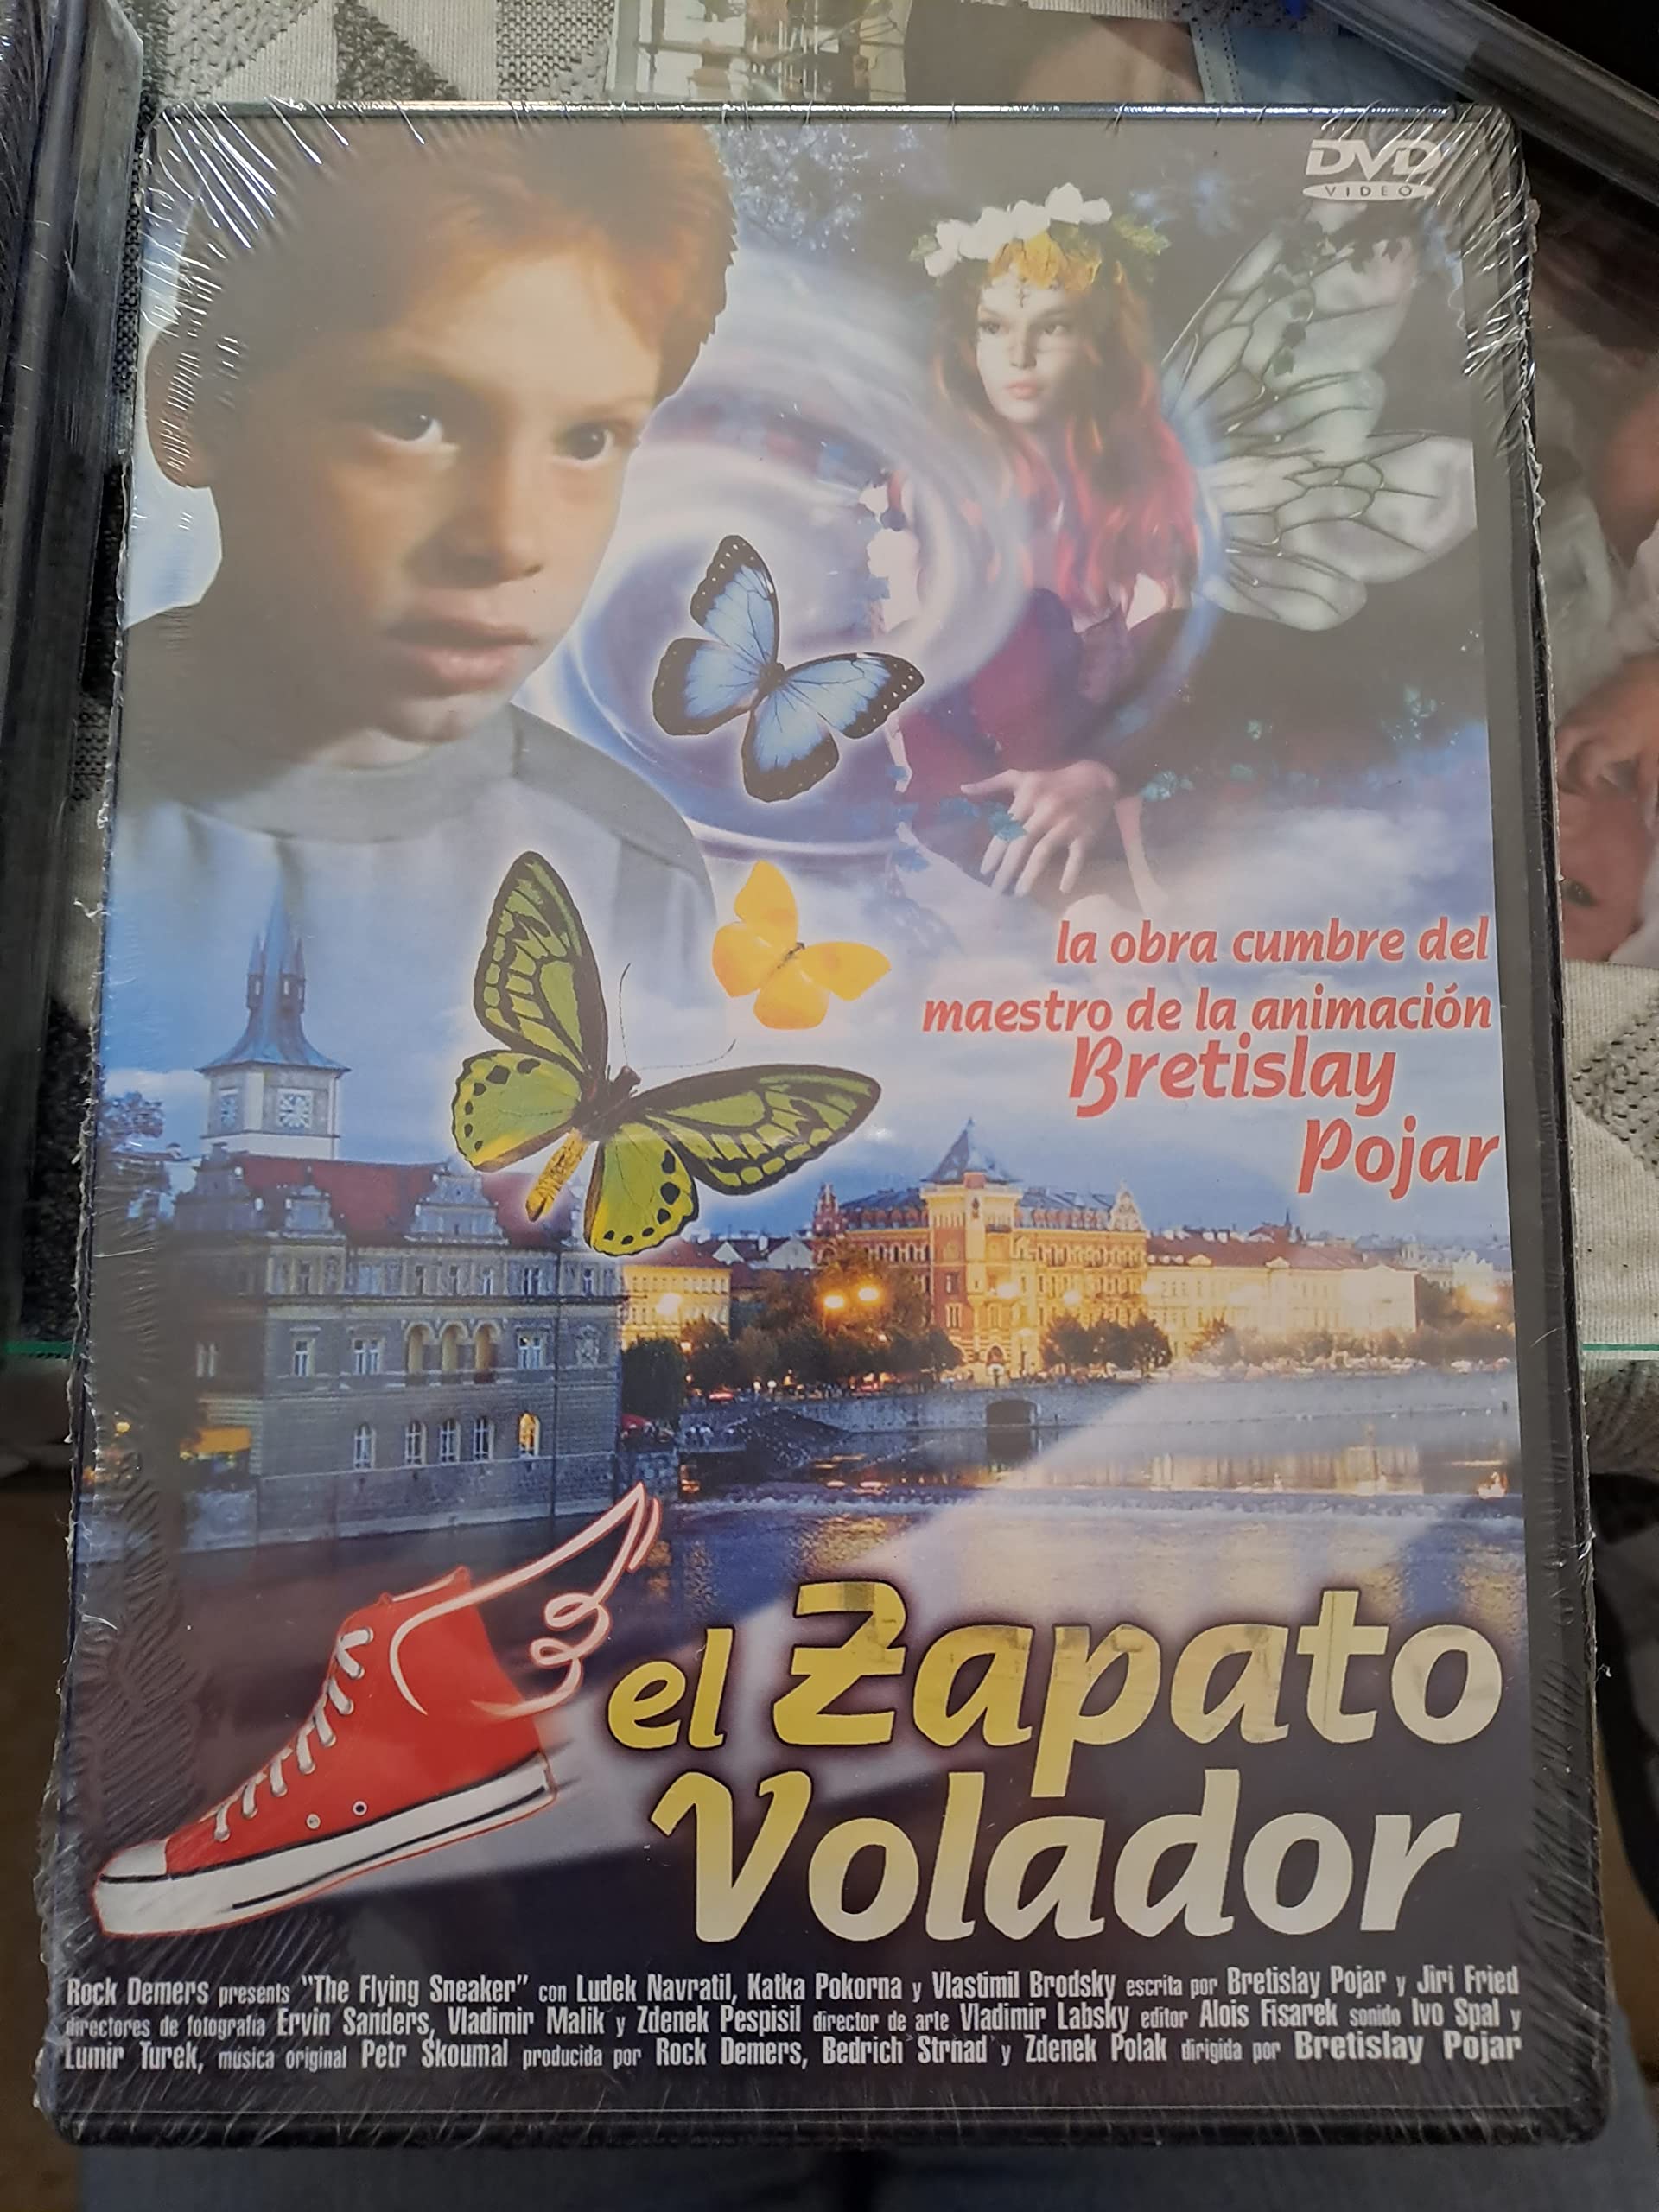 DVD
VIDEO
la obra cumbre del
maestro de la animación
Bretislay
Pojar
el Zapato
Volador
Rock Demers presents "The Flying Sneaker" con Ludek Navratil, Katka Pokorna y Vlastimil Brodsky escrita por Bretislay Pojar y Jiri Fried
directores de fotografia Ervin Sanders, Vladimir Malik y Zdenek Pespisil director de arte Vladimir Labsky editor Alois Fisarek sonido Ivo Spal y
Lumir Turek, música original Petr Skoumal producida por Rock Demers, Bedrich Strnad y Zdenek Polak dirigida por Bretislay Pojar